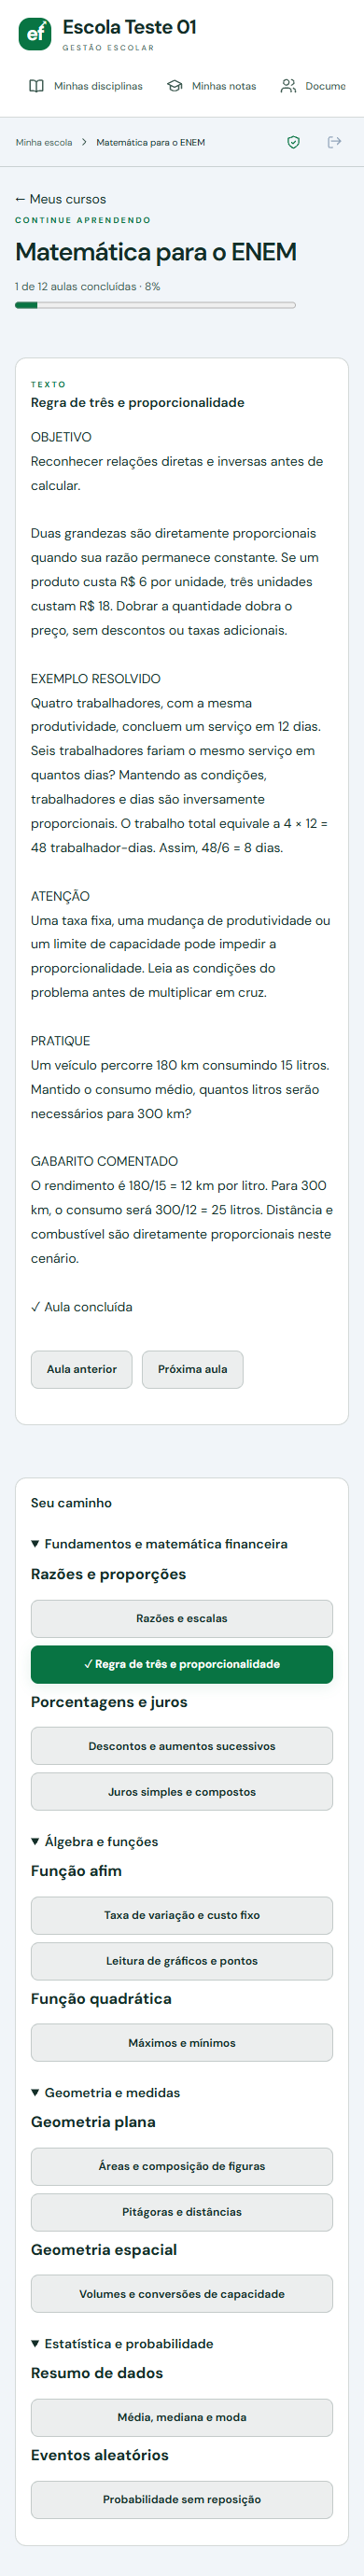 ef
Escola Teste 01
GESTÃO ESCOLAR
Minhas disciplinas
Minhas notas
Docume
Minha escola > Matemática para o ENEM
← Meus cursos
CONTINUE APRENDENDO
Matemática para o ENEM
1 de 12 aulas concluídas · 8%
TEXTO
Regra de três e proporcionalidade
OBJETIVO
Reconhecer relações diretas e inversas antes de
calcular.
Duas grandezas são diretamente proporcionais
quando sua razão permanece constante. Se um
produto custa R$ 6 por unidade, três unidades
custam R$ 18. Dobrar a quantidade dobra o
preço, sem descontos ou taxas adicionais.
EXEMPLO RESOLVIDO
Quatro trabalhadores, com a mesma
produtividade, concluem um serviço em 12 dias.
Seis trabalhadores fariam o mesmo serviço em
quantos dias? Mantendo as condições,
trabalhadores e dias são inversamente
proporcionais. O trabalho total equivale a 4 × 12 =
48 trabalhador-dias. Assim, 48/6 = 8 dias.
ATENÇÃO
Uma taxa fixa, uma mudança de produtividade ou
um limite de capacidade pode impedir a
proporcionalidade. Leia as condições do
problema antes de multiplicar em cruz.
PRATIQUE
Um veículo percorre 180 km consumindo 15 litros.
Mantido o consumo médio, quantos litros serão
necessários para 300 km?
GABARITO COMENTADO
O rendimento é 180/15 = 12 km por litro. Para 300
km, o consumo será 300/12 = 25 litros. Distância e
combustível são diretamente proporcionais neste
cenário.
✓ Aula concluída
Aula anterior
Próxima aula
Seu caminho
▼ Fundamentos e matemática financeira
Razões e proporções
Razões e escalas
✓ Regra de três e proporcionalidade
Porcentagens e juros
Descontos e aumentos sucessivos
Juros simples e compostos
▼ Álgebra e funções
Função afim
Taxa de variação e custo fixo
Leitura de gráficos e pontos
Função quadrática
Máximos e mínimos
▼ Geometria e medidas
Geometria plana
Áreas e composição de figuras
Pitágoras e distâncias
Geometria espacial
Volumes e conversões de capacidade
▼ Estatística e probabilidade
Resumo de dados
Média, mediana e moda
Eventos aleatórios
Probabilidade sem reposição